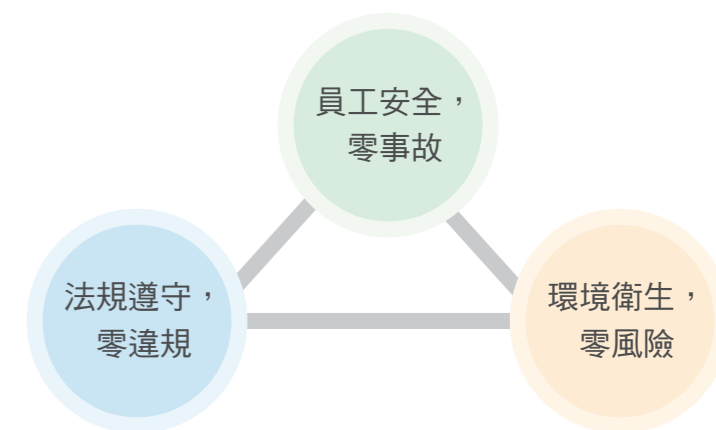 員工安全，
零事故
法規遵守，
零違規
環境衛生，
零風險